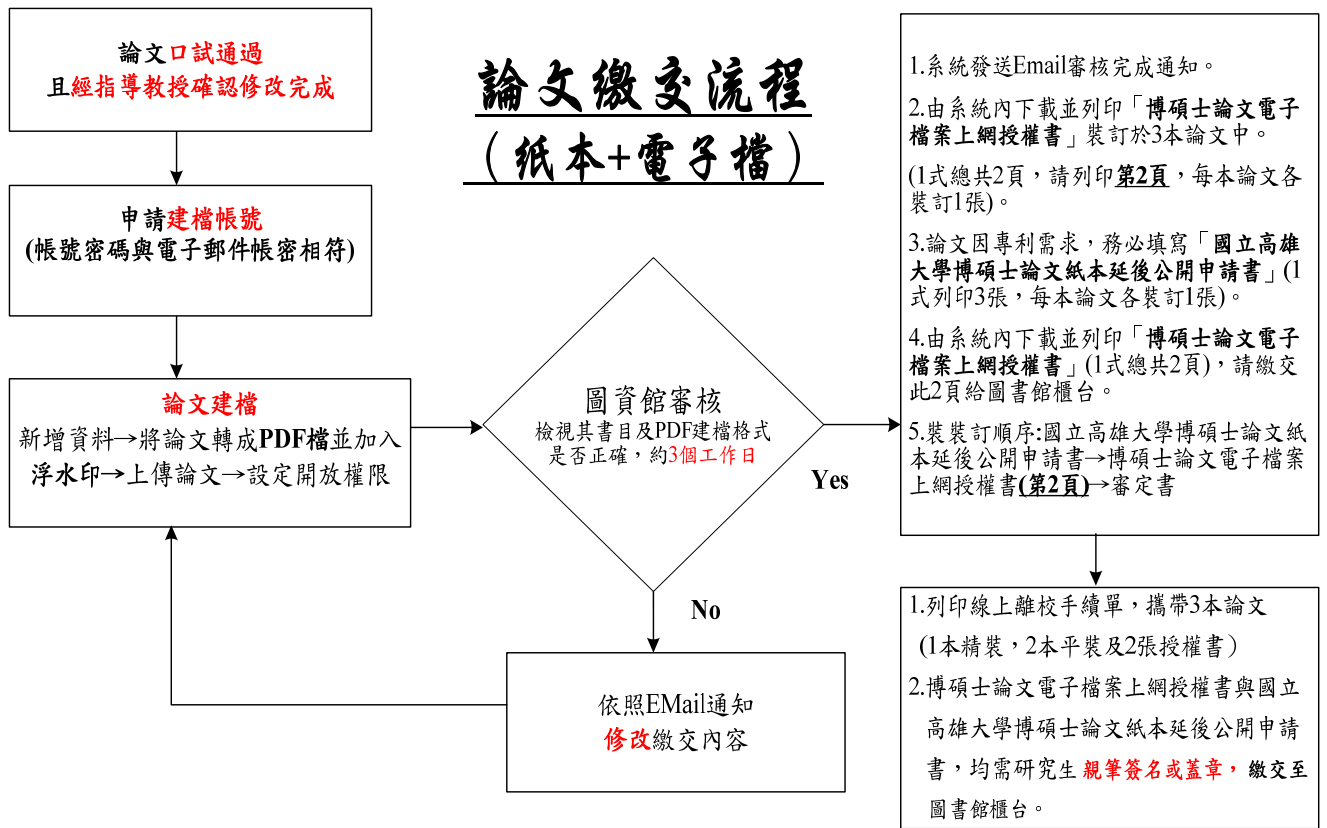 論文繳交流程
（紙本+電子檔）
論文口試通過
且經指導教授確認修改完成
申請建檔帳號
(帳號密碼與電子郵件帳密相符)
論文建檔
新增資料→將論文轉成PDF檔並加入
浮水印→上傳論文→設定開放權限
圖資館審核
檢視其書目及PDF建檔格式
是否正確，約3個工作日
Yes
No
依照EMail通知
修改繳交內容
1.系統發送Email審核完成通知。
2.由系統內下載並列印「博碩士論文電子
檔案上網授權書」裝訂於3本論文中。
(1式總共2頁，請列印第2頁，每本論文各
裝訂1張)。
3.論文因專利需求，務必填寫「國立高雄
大學博碩士論文紙本延後公開申請書」(1
式列印3張，每本論文各裝訂1張)。
4.由系統內下載並列印「博碩士論文電子
檔案上網授權書」(1式總共2頁)，請繳交
此2頁給圖書館櫃台。
5.裝裝訂順序:國立高雄大學博碩士論文紙
本延後公開申請書→博碩士論文電子檔案
上網授權書(第2頁)→審定書
1.列印線上離校手續單，攜帶3本論文
(1本精裝，2本平裝及2張授權書）
2.博碩士論文電子檔案上網授權書與國立
高雄大學博碩士論文紙本延後公開申請
書，均需研究生親筆簽名或蓋章，繳交至
圖書館櫃台。